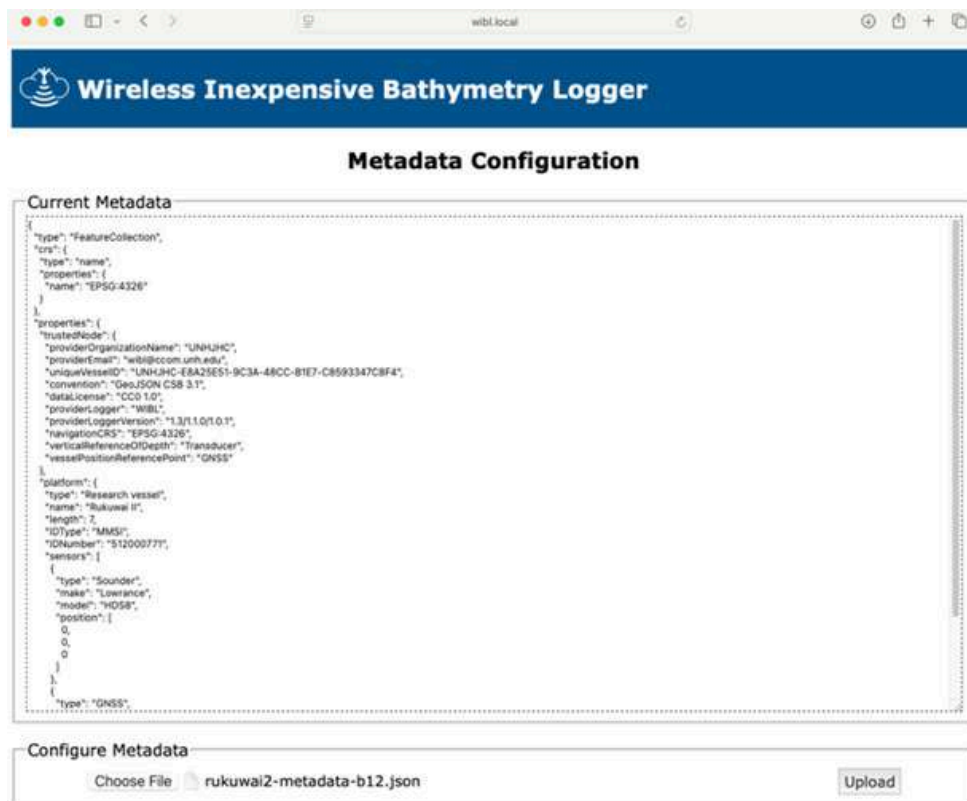 wibl.local
Wireless Inexpensive Bathymetry Logger
Metadata Configuration
Current Metadata
{
"type": "FeatureCollection",
"crs": {
"type": "name",
"properties": {
"name": "EPSG:4326"
}
},
"properties": {
"trustedNode": {
"providerOrganizationName": "UNHJHC",
"providerEmail": "wibl@ccom.unh.edu",
"uniqueVesselID": "UNHJHC-E8A25E51-9C3A-48CC-81E7-C8593347C8F4",
"convention": "GeoJSON CSB 3.1",
"dataLicense": "CC0 1.0",
"providerLogger": "WIBL",
"providerLoggerVersion": "1.3/1.1.0/1.0.1",
"navigationCRS": "EPSG:4326",
"verticalReferenceOfDepth": "Transducer",
"vesselPositionReferencePoint": "GNSS"
},
"platform": {
"type": "Research vessel",
"name": "Rukuwai II",
"length": 7,
"IDType": "MMSI",
"IDNumber": "512000771",
"sensors": [
{
"type": "Sounder",
"make": "Lowrance",
"model": "HDS8",
"position": [
0,
0,
0
]
},
{
"type": "GNSS",
Configure Metadata
Choose File rukuwai2-metadata-b12.json Upload